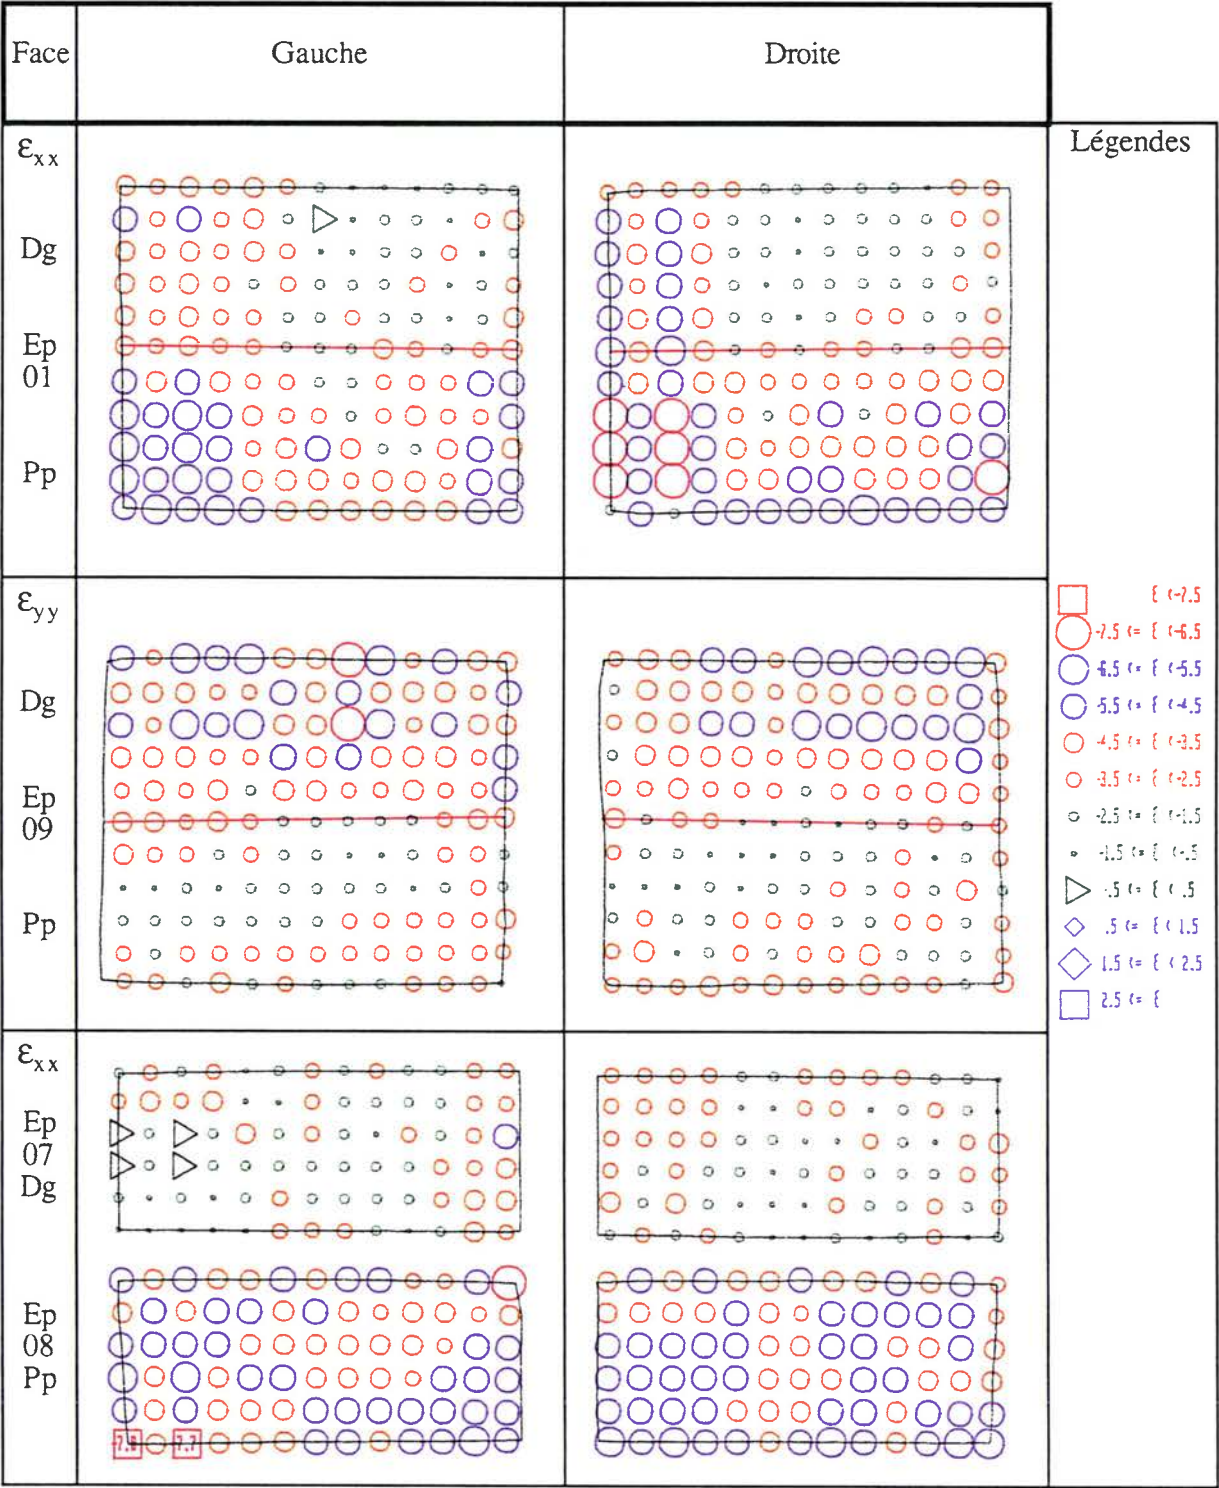 Face
Gauche
Droite
Légendes
εxx
Dg
Ep
01
Pp
εyy
Dg
Ep
09
Pp
εxx
Ep
07
Dg
Ep
08
Pp
-7.7
ε <-7.5
-7.5 <= ε <-6.5
-6.5 <= ε <-5.5
-5.5 <= ε <-4.5
-4.5 <= ε <-3.5
-3.5 <= ε <-2.5
-2.5 <= ε <-1.5
-1.5 <= ε <-.5
-.5 <= ε < .5
.5 <= ε < 1.5
1.5 <= ε < 2.5
2.5 <= ε